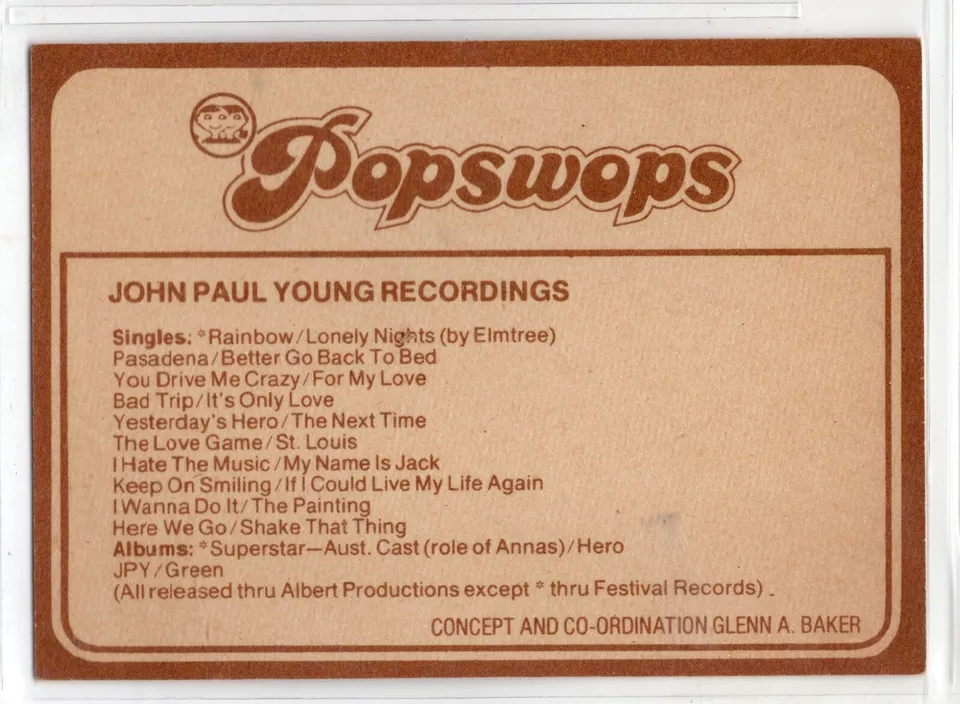 Popswops
JOHN PAUL YOUNG RECORDINGS
Singles: *Rainbow/Lonely Nights (by Elmtree)
Pasadena/Better Go Back To Bed
You Drive Me Crazy/For My Love
Bad Trip/It's Only Love
Yesterday's Hero/The Next Time
The Love Game/St. Louis
I Hate The Music/My Name Is Jack
Keep On Smiling/If I Could Live My Life Again
I Wanna Do It/The Painting
Here We Go/Shake That Thing
Albums: *Superstar—Aust. Cast (role of Annas)/Hero
JPY/Green
(All released thru Albert Productions except * thru Festival Records).
CONCEPT AND CO-ORDINATION GLENN A. BAKER